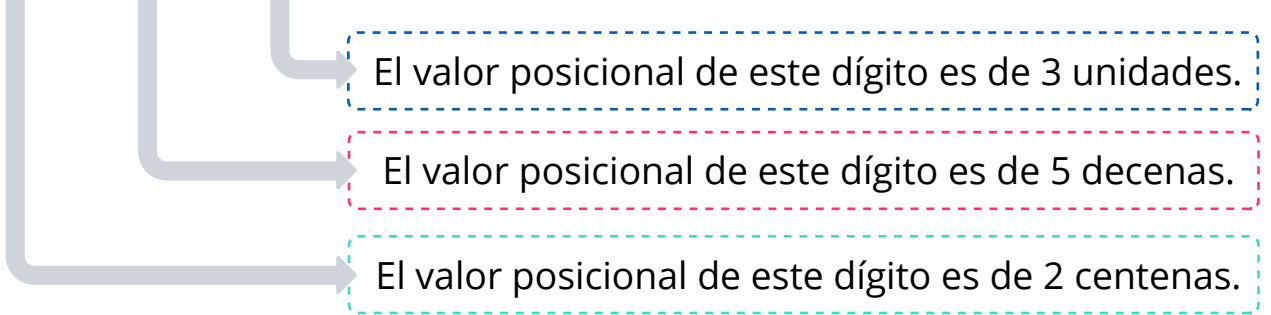 El valor posicional de este dígito es de 3 unidades.
El valor posicional de este dígito es de 5 decenas.
El valor posicional de este dígito es de 2 centenas.